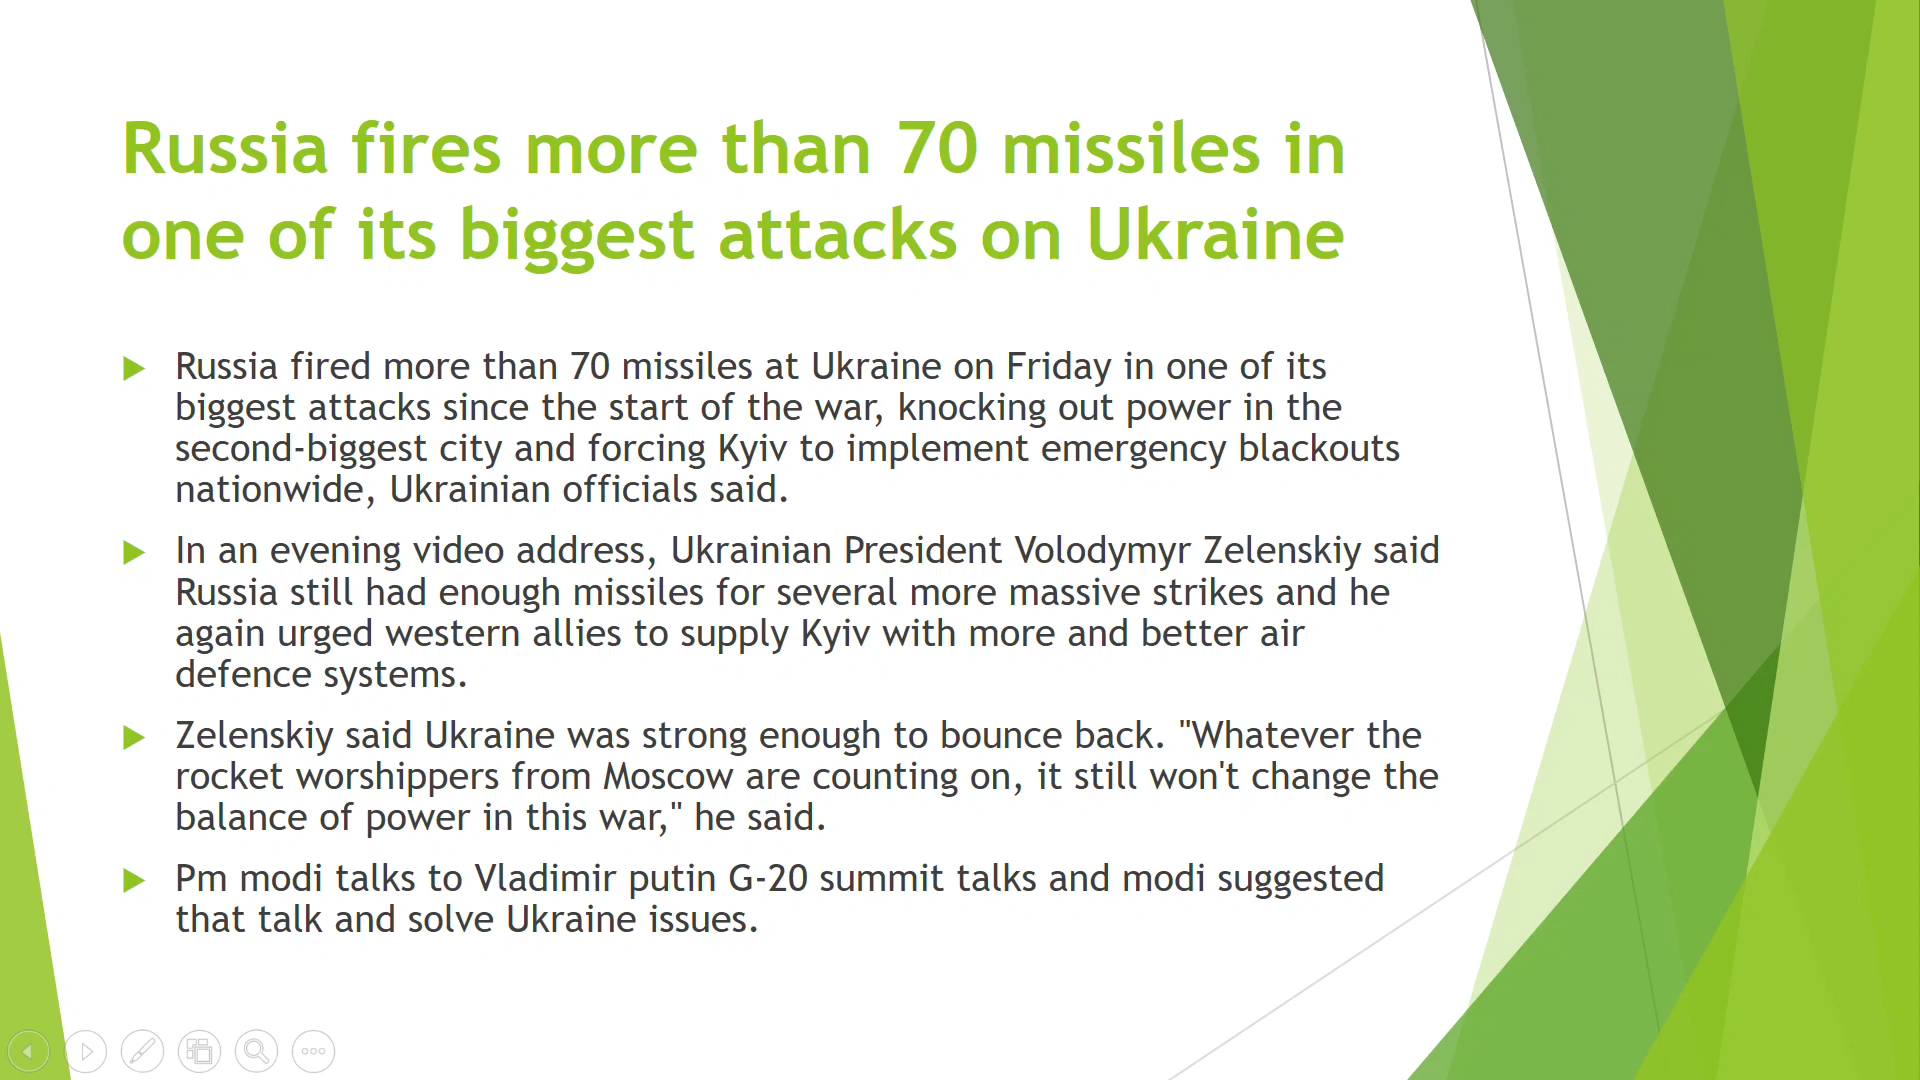 Russia fires more than 70 missiles in
one of its biggest attacks on Ukraine
Russia fired more than 70 missiles at Ukraine on Friday in one of its
biggest attacks since the start of the war, knocking out power in the
second-biggest city and forcing Kyiv to implement emergency blackouts
nationwide, Ukrainian officials said.
In an evening video address, Ukrainian President Volodymyr Zelenskiy said
Russia still had enough missiles for several more massive strikes and he
again urged western allies to supply Kyiv with more and better air
defence systems.
Zelenskiy said Ukraine was strong enough to bounce back. "Whatever the
rocket worshippers from Moscow are counting on, it still won't change the
balance of power in this war," he said.
Pm modi talks to Vladimir putin G-20 summit talks and modi suggested
that talk and solve Ukraine issues.